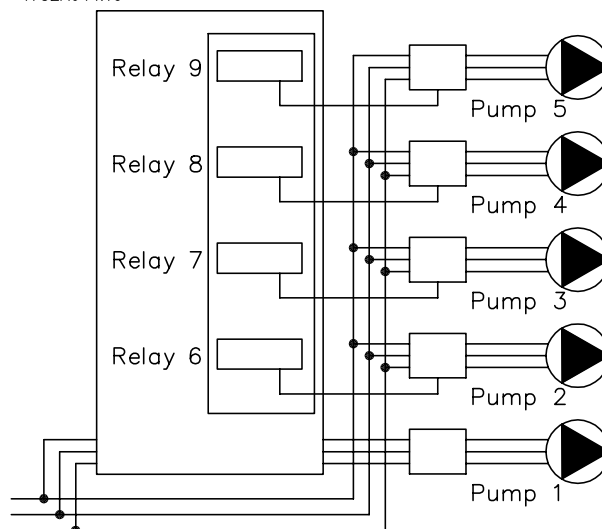 Relay 9
Pump 5
Relay 8
Pump 4
Relay 7
Pump 3
Relay 6
Pump 2
Pump 1